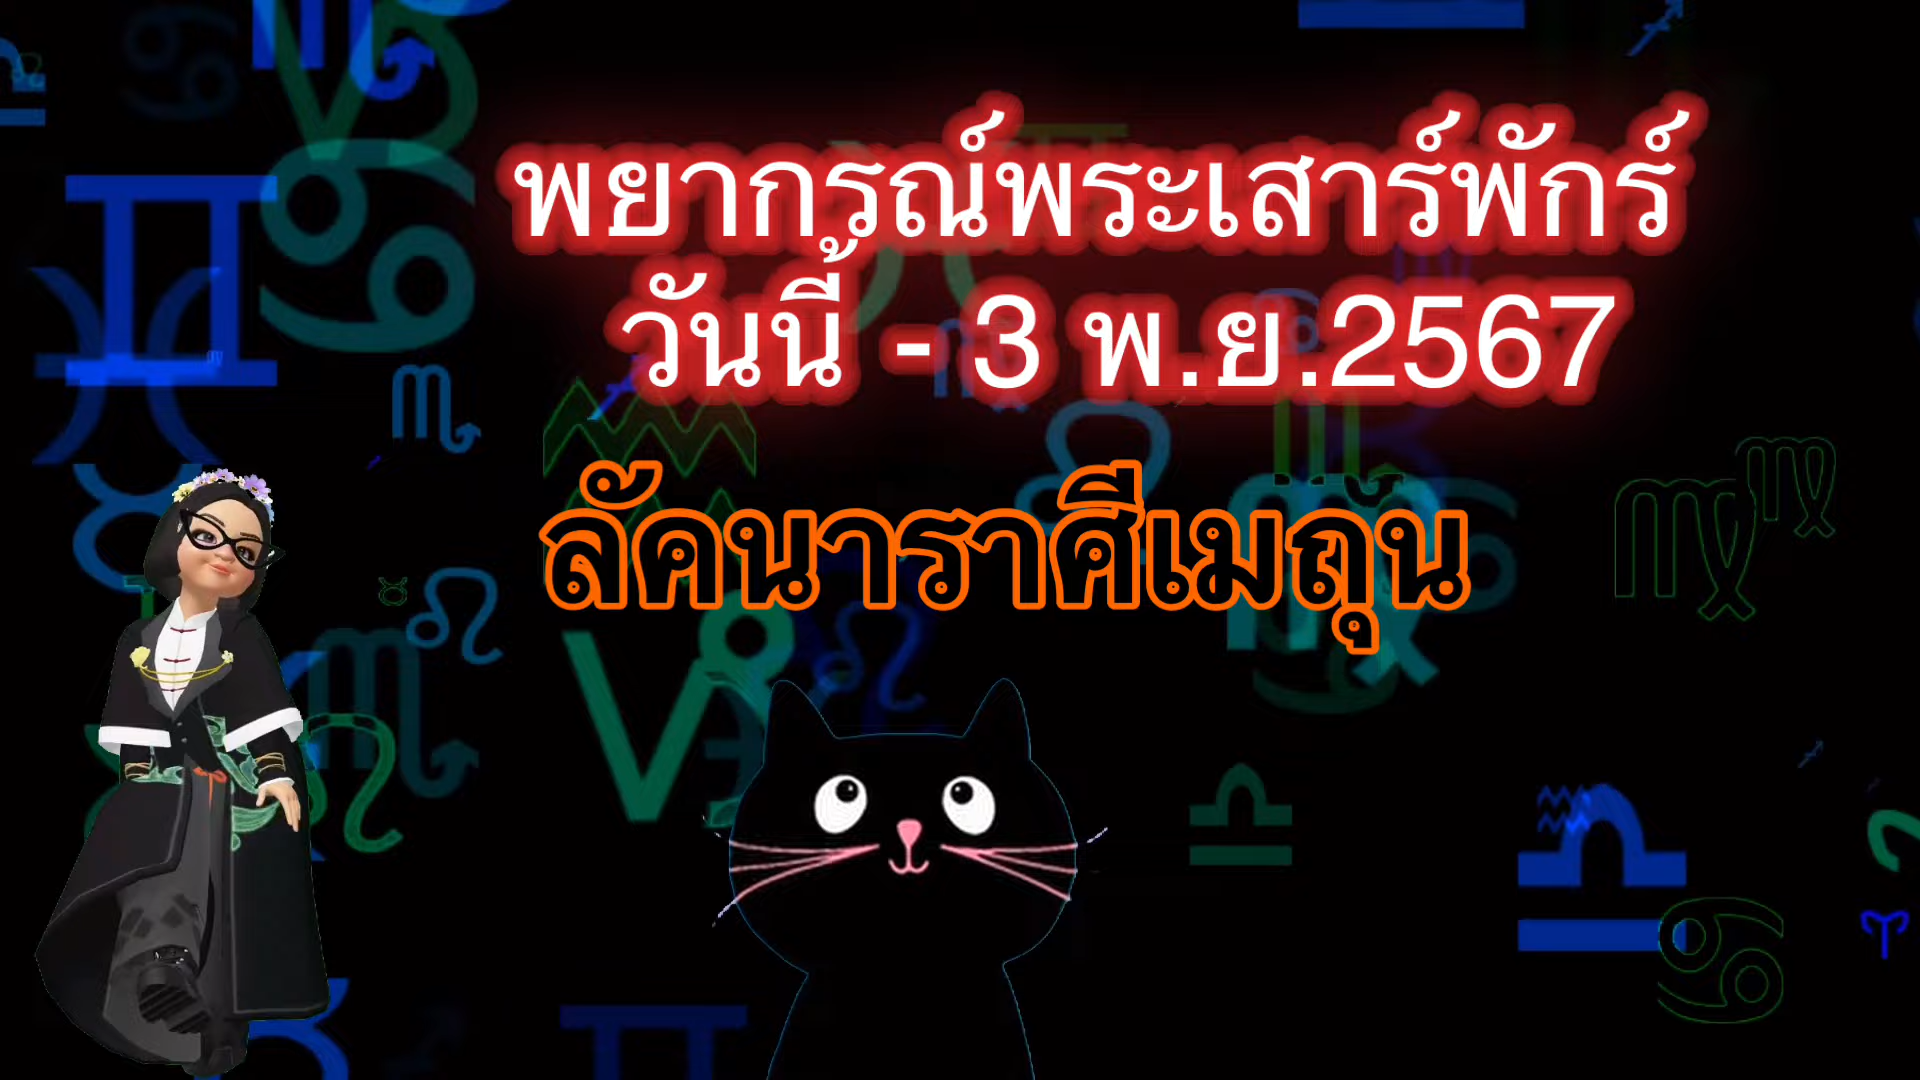 พยากรณ์พระเสาร์พักร์
วันนี้ - 3 พ.ย.2567
ลัคนาราศีเมถุน